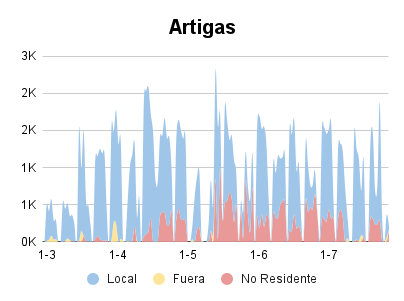 Artigas
3K
2K
2K
1K
1K
0K
1-3 1-4 1-5 1-6 1-7
Local Fuera No Residente